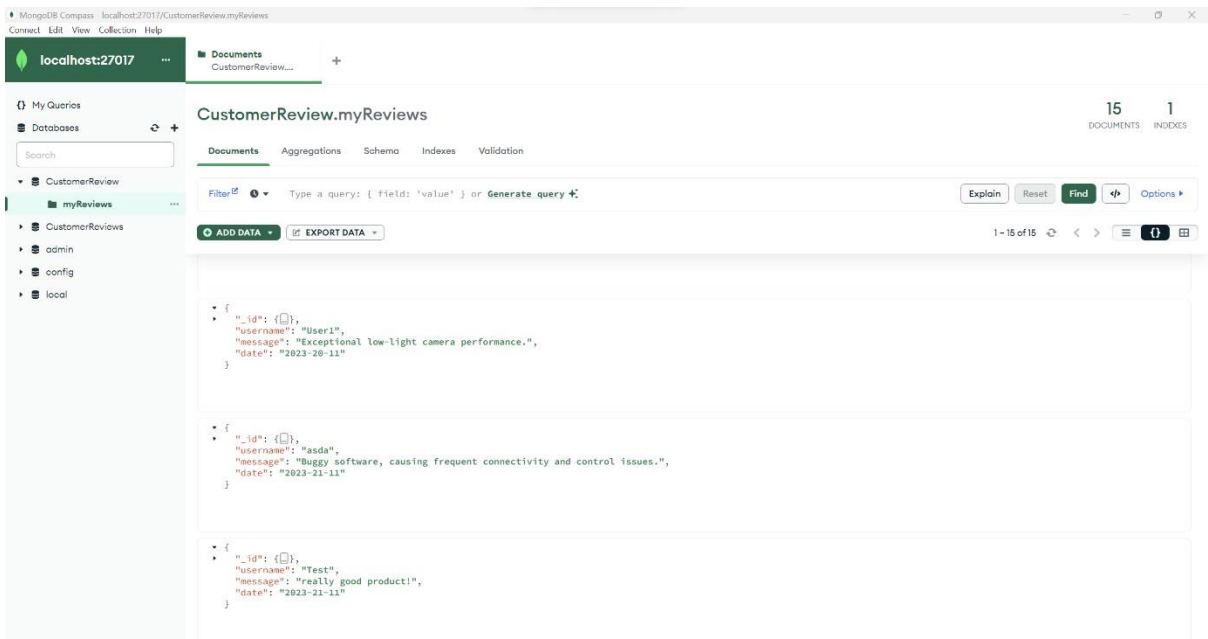 MongoDB Compass localhost:27017/CustomerReview.myReviews
Connect Edit View Collection Help
localhost:27017 ...
Documents
CustomerReview....
+
{} My Queries
Databases
Search
CustomerReview
myReviews ...
CustomerReviews
admin
config
local
CustomerReview.myReviews
15
DOCUMENTS
1
INDEXES
Documents Aggregations Schema Indexes Validation
Filter Type a query: { field: 'value' } or Generate query
Explain Reset Find </> Options
ADD DATA EXPORT DATA
1 – 15 of 15 < > {}
{
"_id": {…},
"username": "User1",
"message": "Exceptional low-light camera performance.",
"date": "2023-20-11"
}
{
"_id": {…},
"username": "asda",
"message": "Buggy software, causing frequent connectivity and control issues.",
"date": "2023-21-11"
}
{
"_id": {…},
"username": "Test",
"message": "really good product!",
"date": "2023-21-11"
}